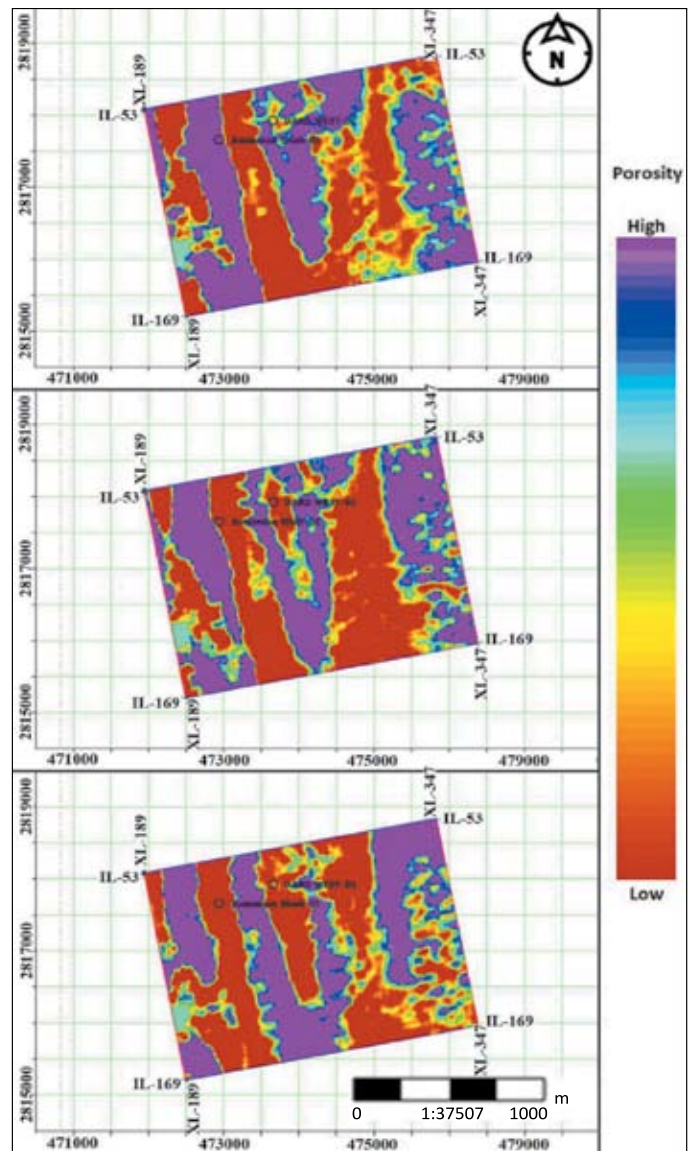 2819000
2817000
2815000
XL-189
IL-53
XL-347
IL-53
N
IL-169
XL-189
IL-169
XL-347
471000
473000
475000
479000
Porosity
High
Low
2819000
2817000
2815000
XL-189
IL-53
XL-347
IL-53
IL-169
XL-189
IL-169
XL-347
471000
473000
475000
479000
2819000
2817000
2815000
XL-189
IL-53
XL-347
IL-53
IL-169
XL-189
IL-169
XL-347
0 1:37507 1000 m
471000
473000
475000
479000